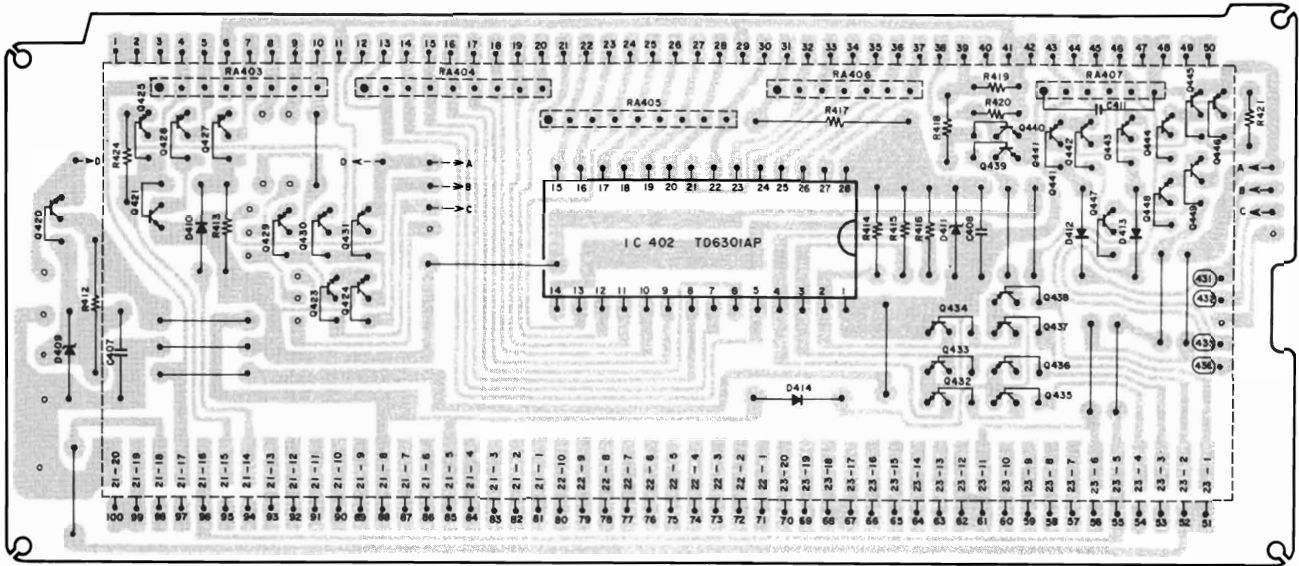 1 2 3 4 5 6 7 8 9 10 11 12 13 14 15 16 17 18 19 20 21 22 23 24 25 26 27 28 29 30 31 32 33 34 35 36 37 38 39 40 41 42 43 44 45 46 47 48 49 50
RA403 RA404 RA405 RA406 RA407
R417 R418 R419 R420 C411 R421
Q425 Q428 Q427 R424 Q421
Q440 Q439 Q441 Q441 Q442 Q443 Q444 Q445 Q446
D D A B C
A B C
15 16 17 18 19 20 21 22 23 24 25 26 27 28
IC 402 TD6301AP
14 13 12 11 10 9 8 7 6 5 4 3 2 1
Q420 D410 R413 Q429 Q430 Q431
R414 R415 R416 D411 C408 D412 Q447 D413 Q448 Q449
Q423 Q424
R412 D409 C407
Q434 Q438
Q433 Q437
Q432 Q436
Q435
D414
431
432
435
436
21-20 21-19 21-18 21-17 21-16 21-15 21-14 21-13 21-12 21-11 21-10 21-9 21-8 21-7 21-6 21-5 21-4 21-3 21-2 21-1 22-10 22-9 22-8 22-7 22-6 22-5 22-4 22-3 22-2 22-1 23-20 23-19 23-18 23-17 23-16 23-15 23-14 23-13 23-12 23-11 23-10 23-9 23-8 23-7 23-6 23-5 23-4 23-3 23-2 23-1
100 99 98 97 96 95 94 93 92 91 90 89 88 87 86 85 84 83 82 81 80 79 78 77 76 75 74 73 72 71 70 69 68 67 66 65 64 63 62 61 60 59 58 57 56 55 54 53 52 51